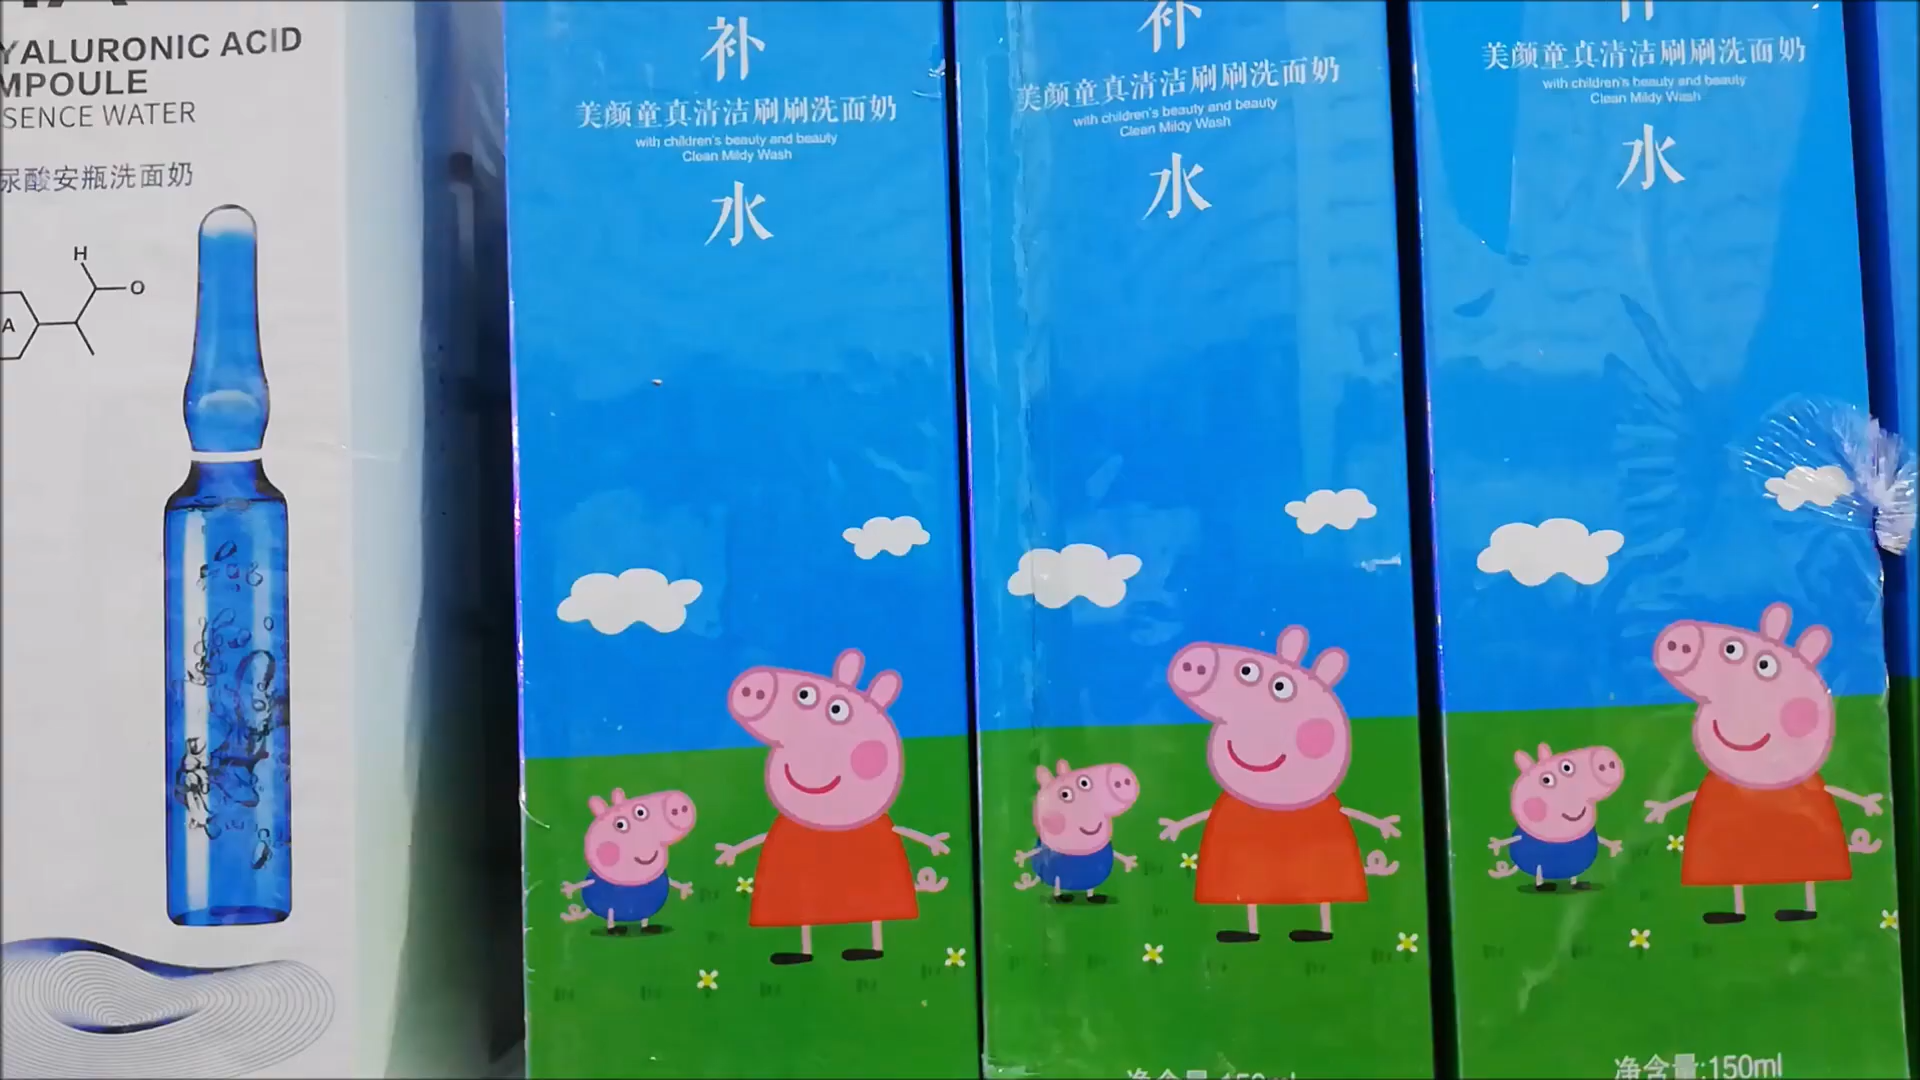 YALURONIC ACID
MPOULE
SENCE WATER
尿酸安瓶洗面奶
H
O
A
补
美颜童真清洁刷刷洗面奶
with children's beauty and beauty
Clean Mildy Wash
水
补
美颜童真清洁刷刷洗面奶
with children's beauty and beauty
Clean Mildy Wash
水
净含量:150ml
美颜童真清洁刷刷洗面奶
with children's beauty and beauty
Clean Mildy Wash
水
净含量:150ml